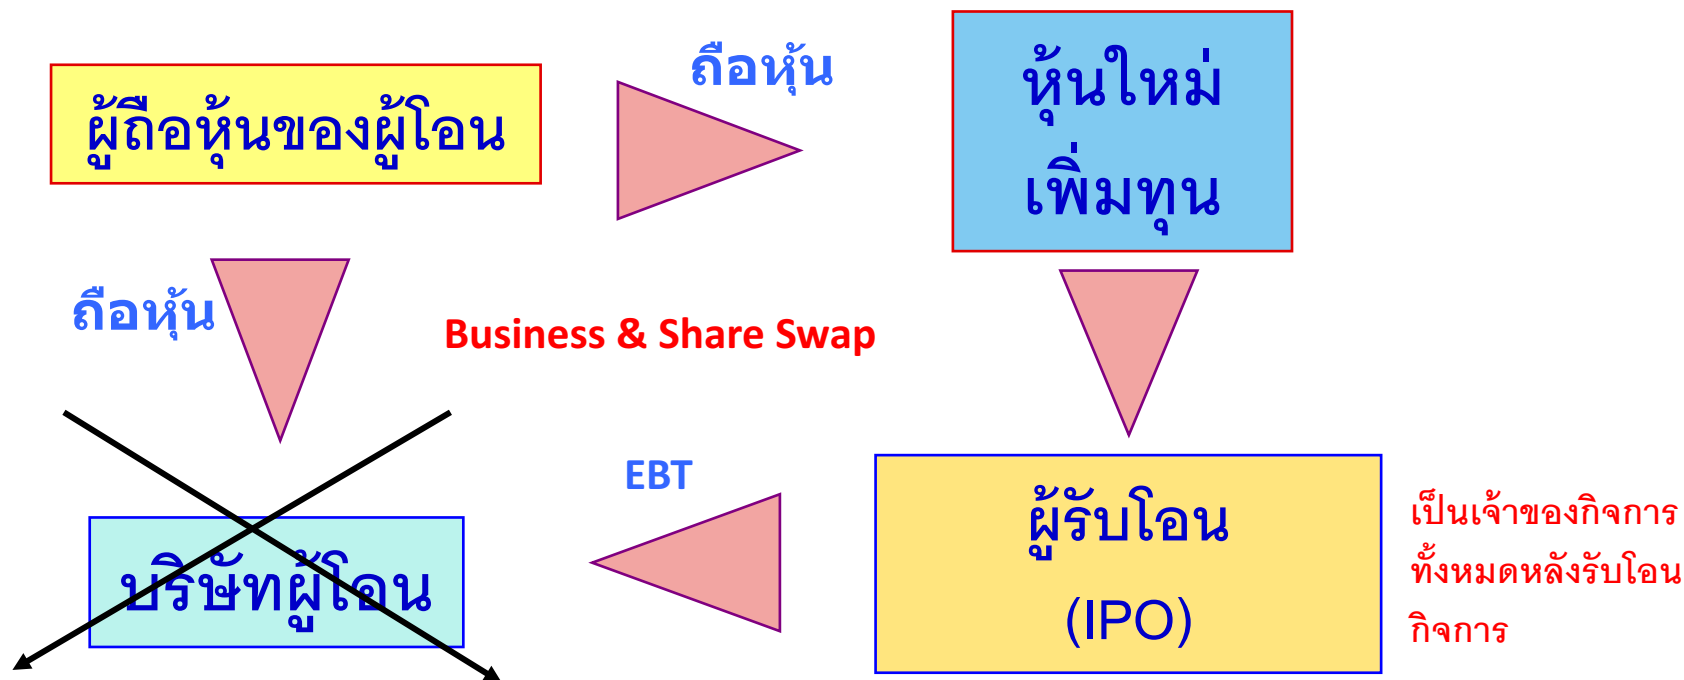 ถือหุ้น
ผู้ถือหุ้นของผู้โอน
หุ้นใหม่
เพิ่มทุน
ถือหุ้น
Business & Share Swap
EBT
บริษัทผู้โอน
ผู้รับโอน
(IPO)
เป็นเจ้าของกิจการ
ทั้งหมดหลังรับโอน
กิจการ